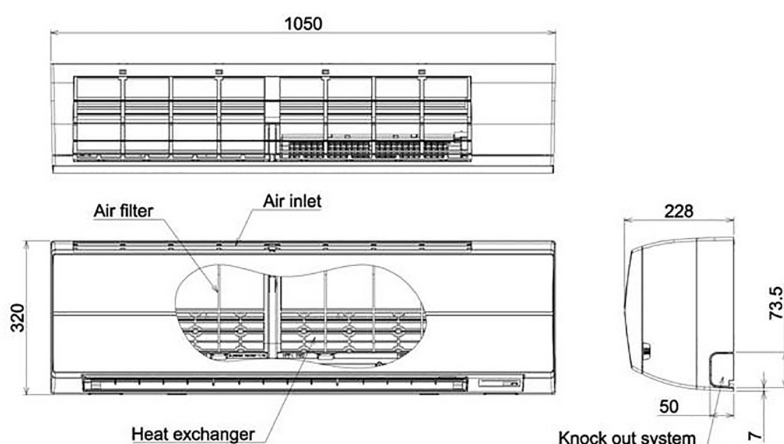 1050
Air filter
Air inlet
228
320
73.5
50
7
Heat exchanger
Knock out system